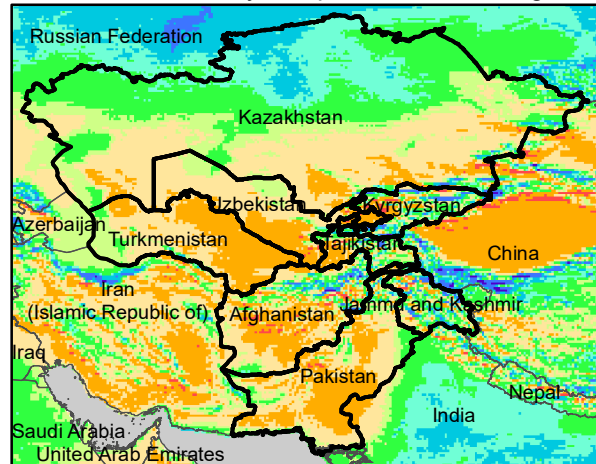 Russian Federation
Kazakhstan
Uzbekistan
Kyrgyzstan
Azerbaijan
Turkmenistan
Tajikistan
China
Iran
(Islamic Republic of)
Afghanistan
Jammu and Kashmir
Iraq
Pakistan
Nepal
India
Saudi Arabia
United Arab Emirates